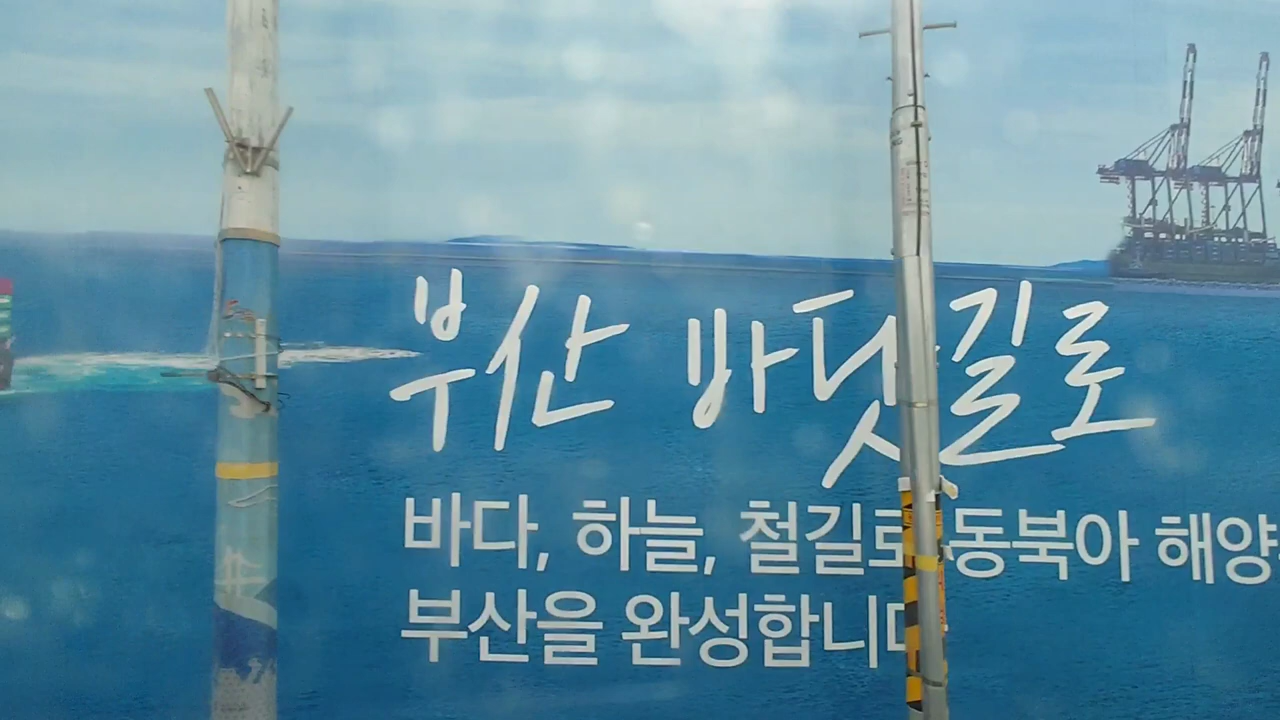 부산 바닷길로
바다, 하늘, 철길로 동북아 해양
부산을 완성합니다